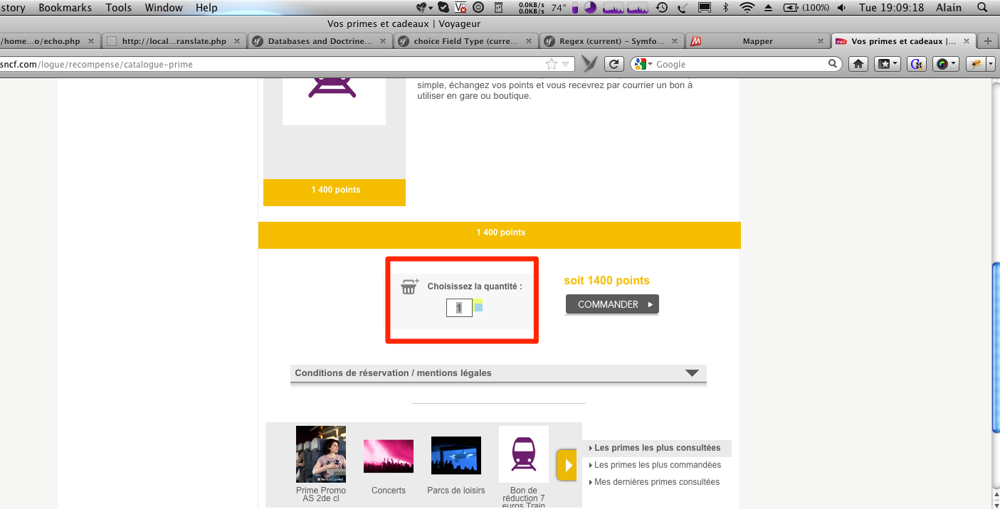 story Bookmarks Tools Window Help 0.0KB/s 0.0KB/s 74° (100%) Tue 19:09:18 Alain
Vos primes et cadeaux | Voyageur
/home...o/echo.php http://local...ranslate.php Databases and Doctrine... choice Field Type (curre... Regex (current) – Symfo... Mapper Vos primes et cadeaux |...
sncf.com/logue/recompense/catalogue-prime Google
simple, échangez vos points et vous recevrez par courrier un bon à
utiliser en gare ou boutique.
1 400 points
1 400 points
Choisissez la quantité :
1
soit 1400 points
COMMANDER
Conditions de réservation / mentions légales
Prime Promo
AS 2de cl
Concerts
Parcs de loisirs
Bon de
réduction 7
euros Train
Les primes les plus consultées
Les primes les plus commandées
Mes dernières primes consultées